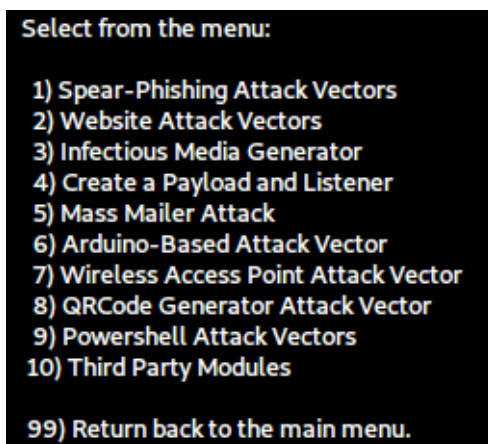 Select from the menu:
1) Spear-Phishing Attack Vectors
2) Website Attack Vectors
3) Infectious Media Generator
4) Create a Payload and Listener
5) Mass Mailer Attack
6) Arduino-Based Attack Vector
7) Wireless Access Point Attack Vector
8) QRCode Generator Attack Vector
9) Powershell Attack Vectors
10) Third Party Modules
99) Return back to the main menu.